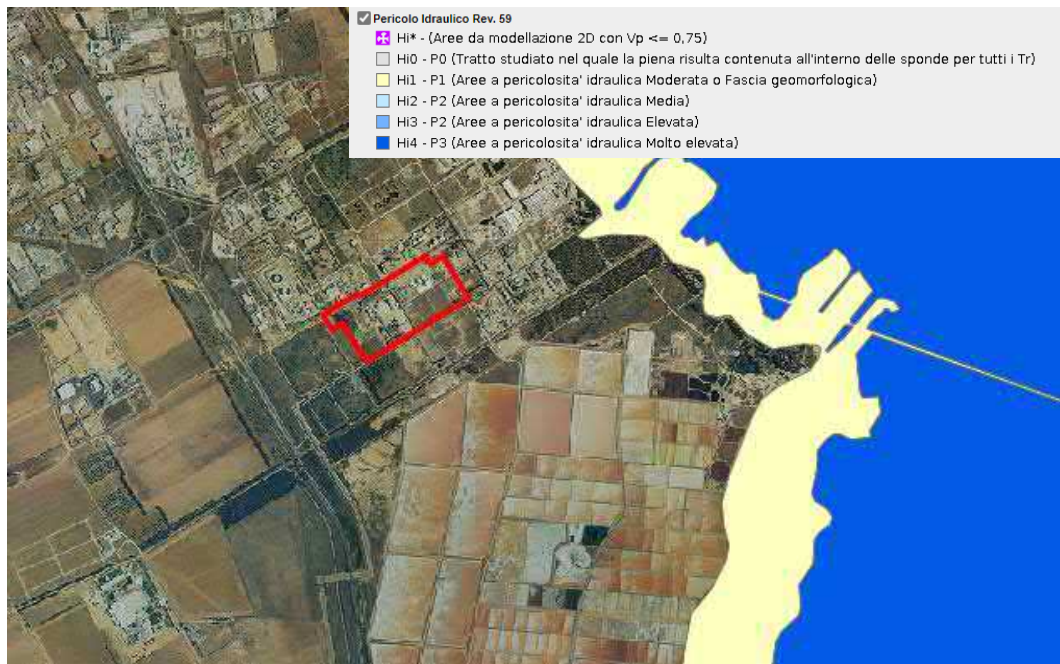 Pericolo Idraulico Rev. 59
Hi* - (Aree da modellazione 2D con Vp <= 0,75)
Hi0 - P0 (Tratto studiato nel quale la piena risulta contenuta all'interno delle sponde per tutti i Tr)
Hi1 - P1 (Aree a pericolosita' idraulica Moderata o Fascia geomorfologica)
Hi2 - P2 (Aree a pericolosita' idraulica Media)
Hi3 - P2 (Aree a pericolosita' idraulica Elevata)
Hi4 - P3 (Aree a pericolosita' idraulica Molto elevata)